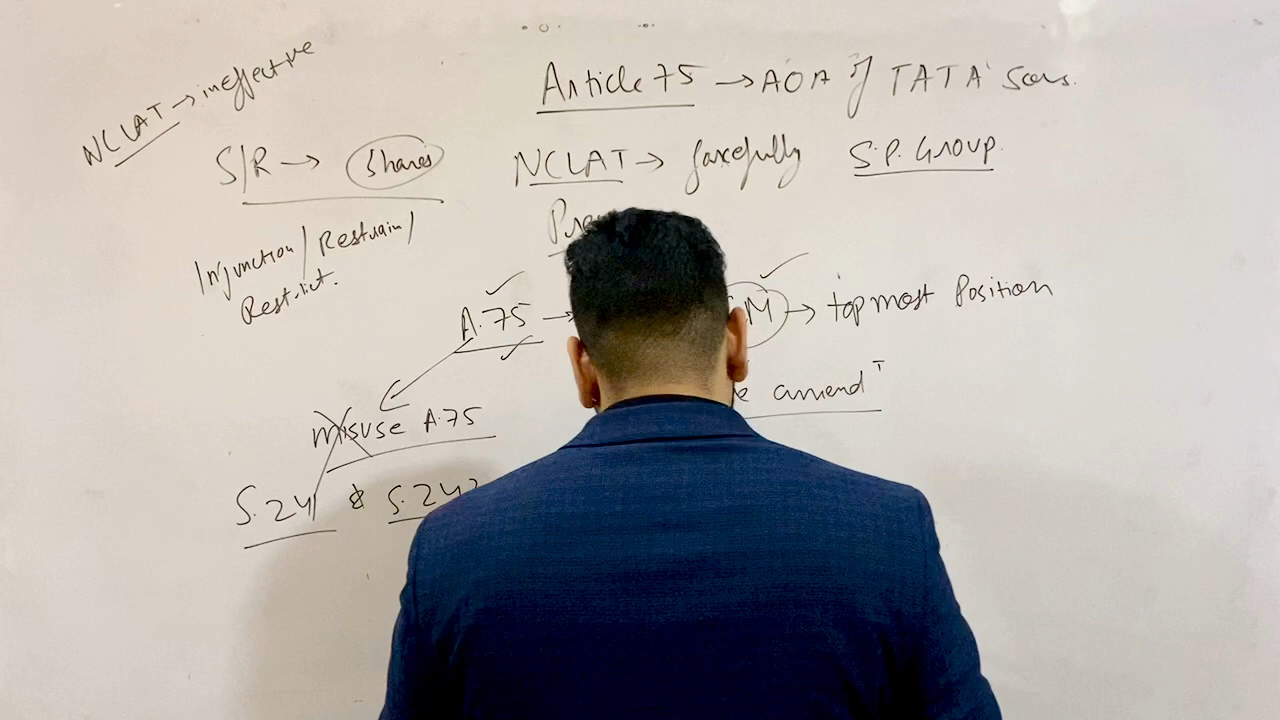 NCLAT → ineffective
Article 75 → AOA of TATA Sons.
S/R → Shares
NCLAT → forcefully S.P. Group.
Injunction / Restrain /
Restrict.
A.75 →
M → topmost Position
amend
misuse A.75
S. 241 & S. 242